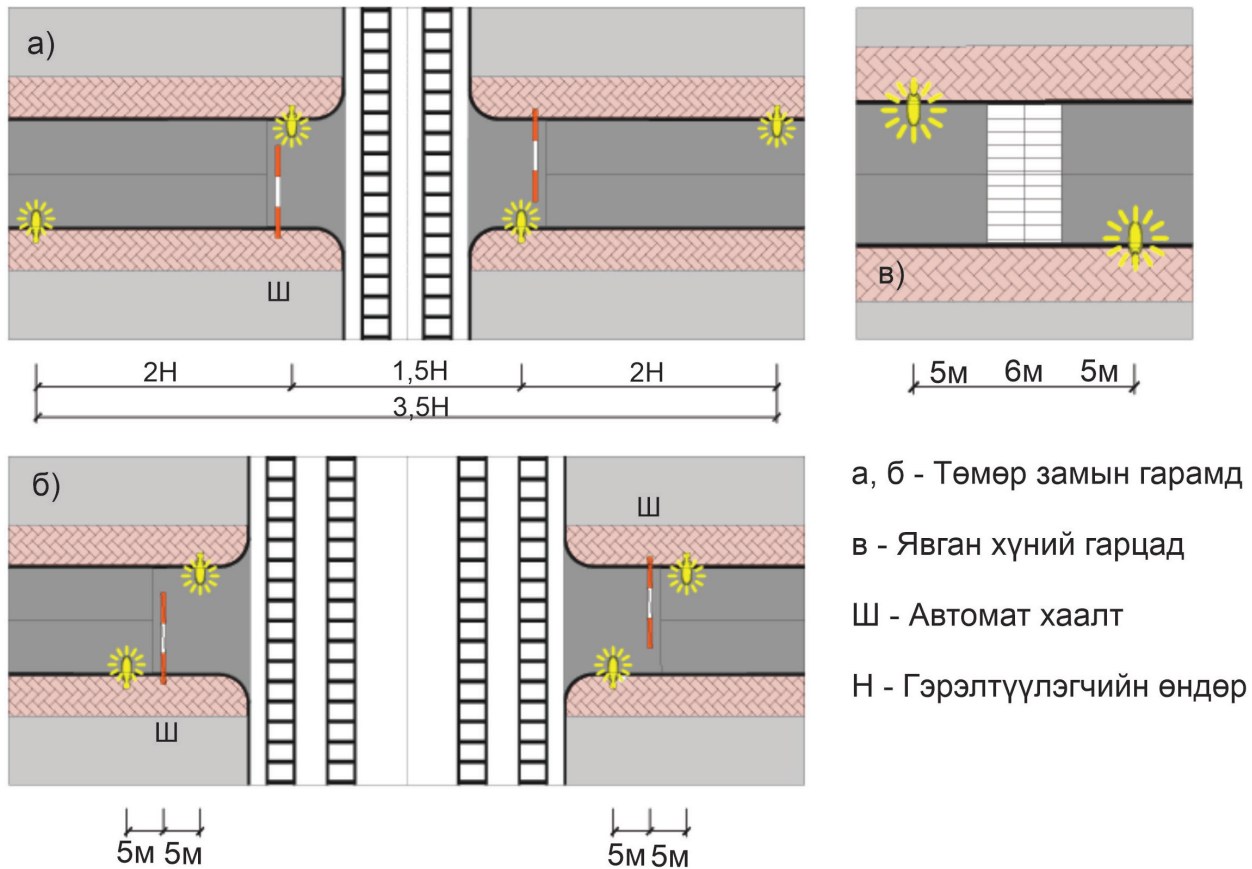 а)
Ш
2Н 1,5Н 2Н
3,5Н
в)
5м 6м 5м
б)
Ш
Ш
5м 5м 5м 5м
а, б - Төмөр замын гарамд
в - Явган хүний гарцад
Ш - Автомат хаалт
Н - Гэрэлтүүлэгчийн өндөр